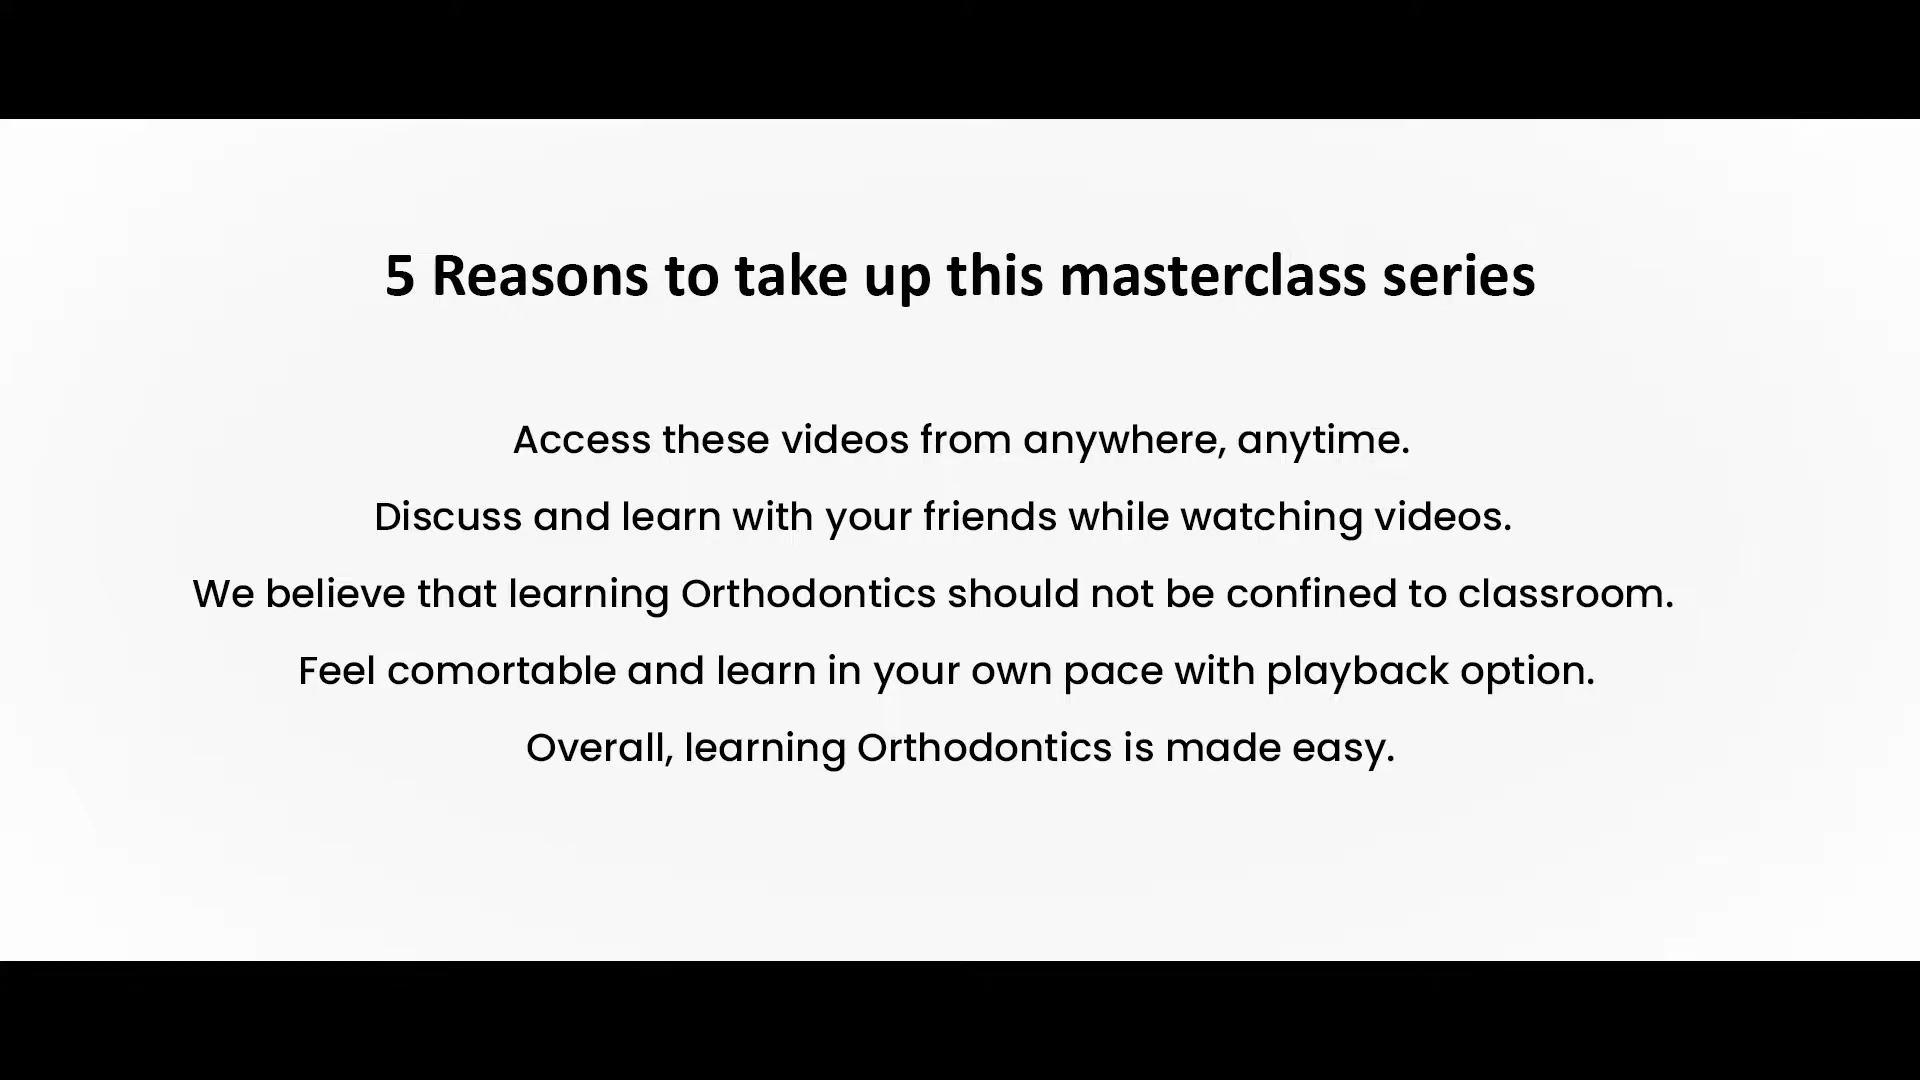 5 Reasons to take up this masterclass series
Access these videos from anywhere, anytime.
Discuss and learn with your friends while watching videos.
We believe that learning Orthodontics should not be confined to classroom.
Feel comortable and learn in your own pace with playback option.
Overall, learning Orthodontics is made easy.